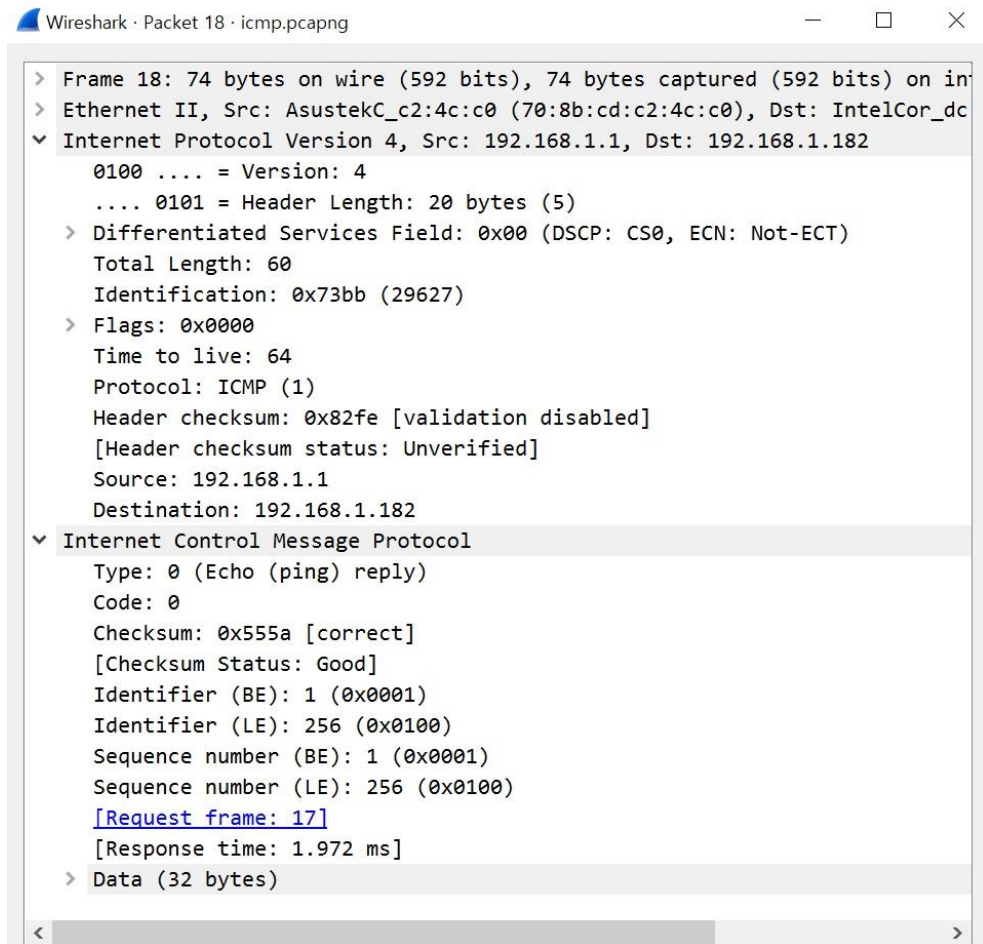 Wireshark · Packet 18 · icmp.pcapng
Frame 18: 74 bytes on wire (592 bits), 74 bytes captured (592 bits) on
Ethernet II, Src: AsustekC_c2:4c:c0 (70:8b:cd:c2:4c:c0), Dst: IntelCor_dc
Internet Protocol Version 4, Src: 192.168.1.1, Dst: 192.168.1.182
0100 .... = Version: 4
.... 0101 = Header Length: 20 bytes (5)
Differentiated Services Field: 0x00 (DSCP: CS0, ECN: Not-ECT)
Total Length: 60
Identification: 0x73bb (29627)
Flags: 0x0000
Time to live: 64
Protocol: ICMP (1)
Header checksum: 0x82fe [validation disabled]
[Header checksum status: Unverified]
Source: 192.168.1.1
Destination: 192.168.1.182
Internet Control Message Protocol
Type: 0 (Echo (ping) reply)
Code: 0
Checksum: 0x555a [correct]
[Checksum Status: Good]
Identifier (BE): 1 (0x0001)
Identifier (LE): 256 (0x0100)
Sequence number (BE): 1 (0x0001)
Sequence number (LE): 256 (0x0100)
[Request frame: 17]
[Response time: 1.972 ms]
Data (32 bytes)